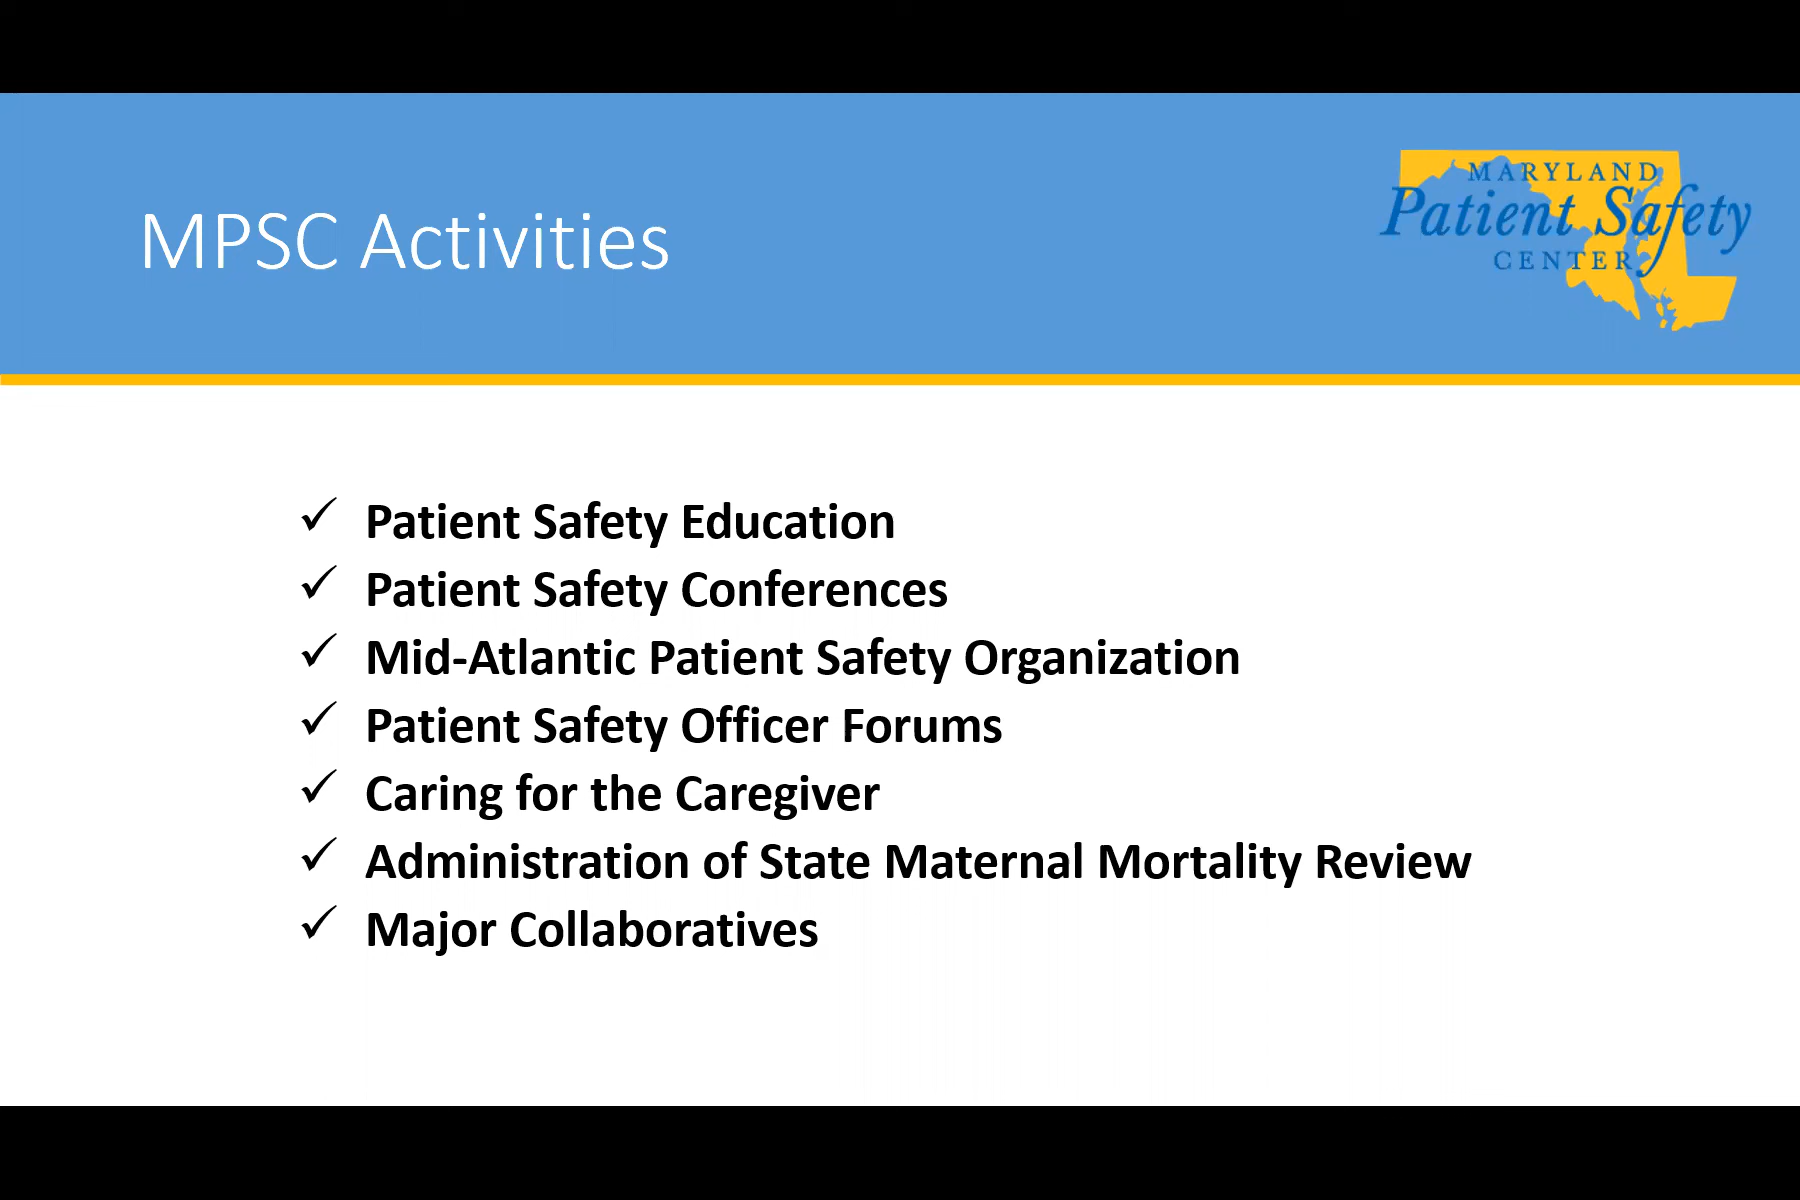 MPSC Activities
MARYLAND
Patient Safety
CENTER
Patient Safety Education
Patient Safety Conferences
Mid-Atlantic Patient Safety Organization
Patient Safety Officer Forums
Caring for the Caregiver
Administration of State Maternal Mortality Review
Major Collaboratives